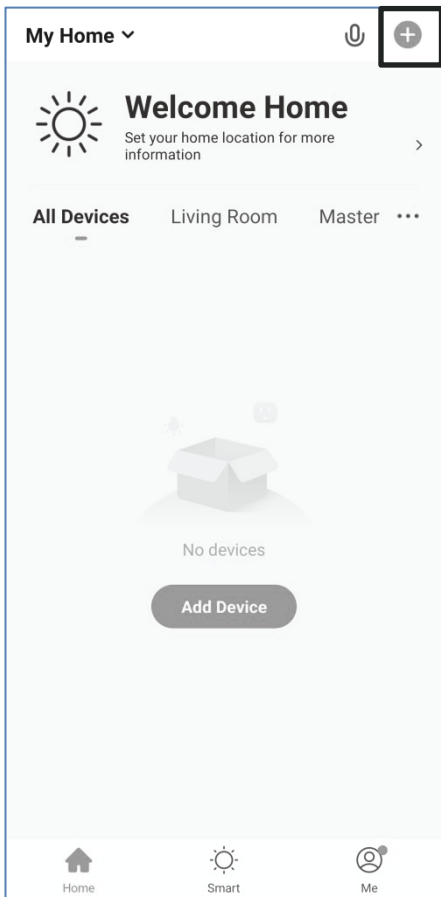 My Home
Welcome Home
Set your home location for more
information
All Devices Living Room Master
No devices
Add Device
Home Smart Me